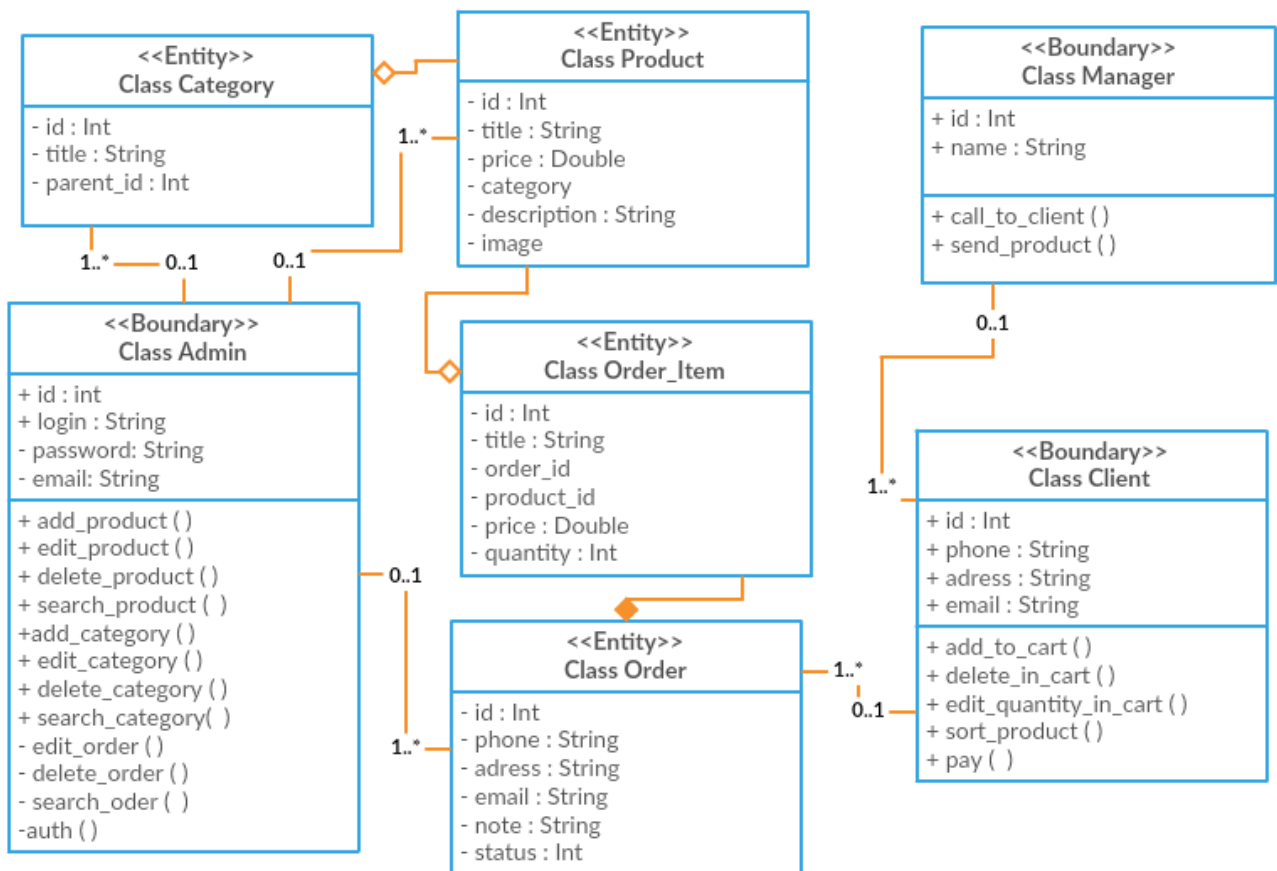 <<Entity>>
Class Category
- id : Int
- title : String
- parent_id : Int
<<Entity>>
Class Product
- id : Int
- title : String
- price : Double
- category
- description : String
- image
<<Boundary>>
Class Manager
+ id : Int
+ name : String
+ call_to_client ( )
+ send_product ( )
1..*
1..*
0..1
0..1
0..1
<<Boundary>>
Class Admin
+ id : int
+ login : String
- password: String
- email: String
+ add_product ( )
+ edit_product ( )
+ delete_product ( )
+ search_product (  )
+add_category ( )
+ edit_category ( )
+ delete_category ( )
+ search_category(  )
- edit_order ( )
- delete_order ( )
- search_oder (  )
-auth ( )
<<Entity>>
Class Order_Item
- id : Int
- title : String
- order_id
- product_id
- price : Double
- quantity : Int
1..*
<<Boundary>>
Class Client
+ id : Int
+ phone : String
+ adress : String
+ email : String
+ add_to_cart ( )
+ delete_in_cart ( )
+ edit_quantity_in_cart ( )
+ sort_product ( )
+ pay (  )
0..1
1..*
<<Entity>>
Class Order
- id : Int
- phone : String
- adress : String
- email : String
- note : String
- status : Int
1..*
0..1